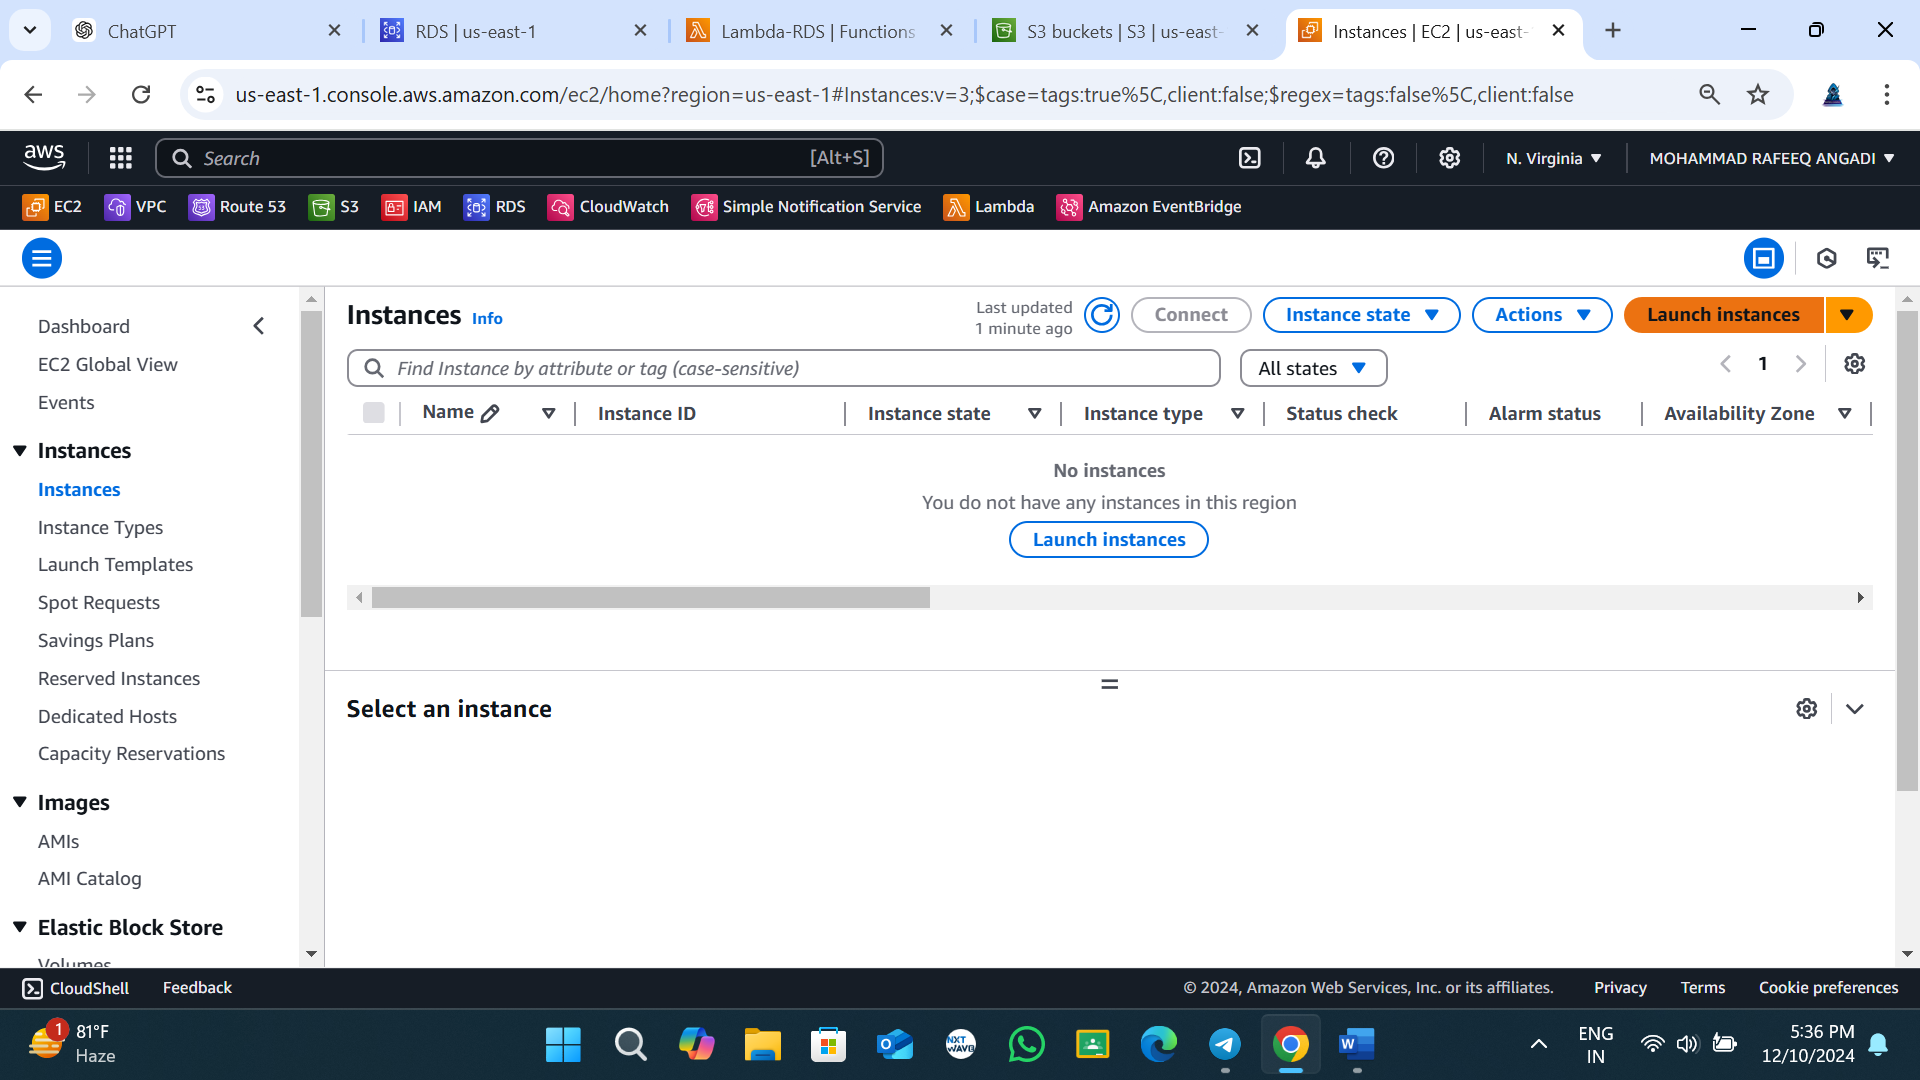 ChatGPT
RDS | us-east-1
Lambda-RDS | Functions
S3 buckets | S3 | us-east-
Instances | EC2 | us-east-
us-east-1.console.aws.amazon.com/ec2/home?region=us-east-1#Instances:v=3;$case=tags:true%5C,client:false;$regex=tags:false%5C,client:false
aws
Search
[Alt+S]
N. Virginia
MOHAMMAD RAFEEQ ANGADI
EC2
VPC
Route 53
S3
IAM
RDS
CloudWatch
Simple Notification Service
Lambda
Amazon EventBridge
Dashboard
EC2 Global View
Events
Instances
Instances
Instance Types
Launch Templates
Spot Requests
Savings Plans
Reserved Instances
Dedicated Hosts
Capacity Reservations
Images
AMIs
AMI Catalog
Elastic Block Store
Volumes
Instances Info
Last updated
1 minute ago
Connect
Instance state
Actions
Launch instances
Find Instance by attribute or tag (case-sensitive)
All states
1
Name
Instance ID
Instance state
Instance type
Status check
Alarm status
Availability Zone
No instances
You do not have any instances in this region
Launch instances
Select an instance
CloudShell
Feedback
© 2024, Amazon Web Services, Inc. or its affiliates.
Privacy
Terms
Cookie preferences
1
81°F
Haze
NXT
WAVE
ENG
IN
5:36 PM
12/10/2024